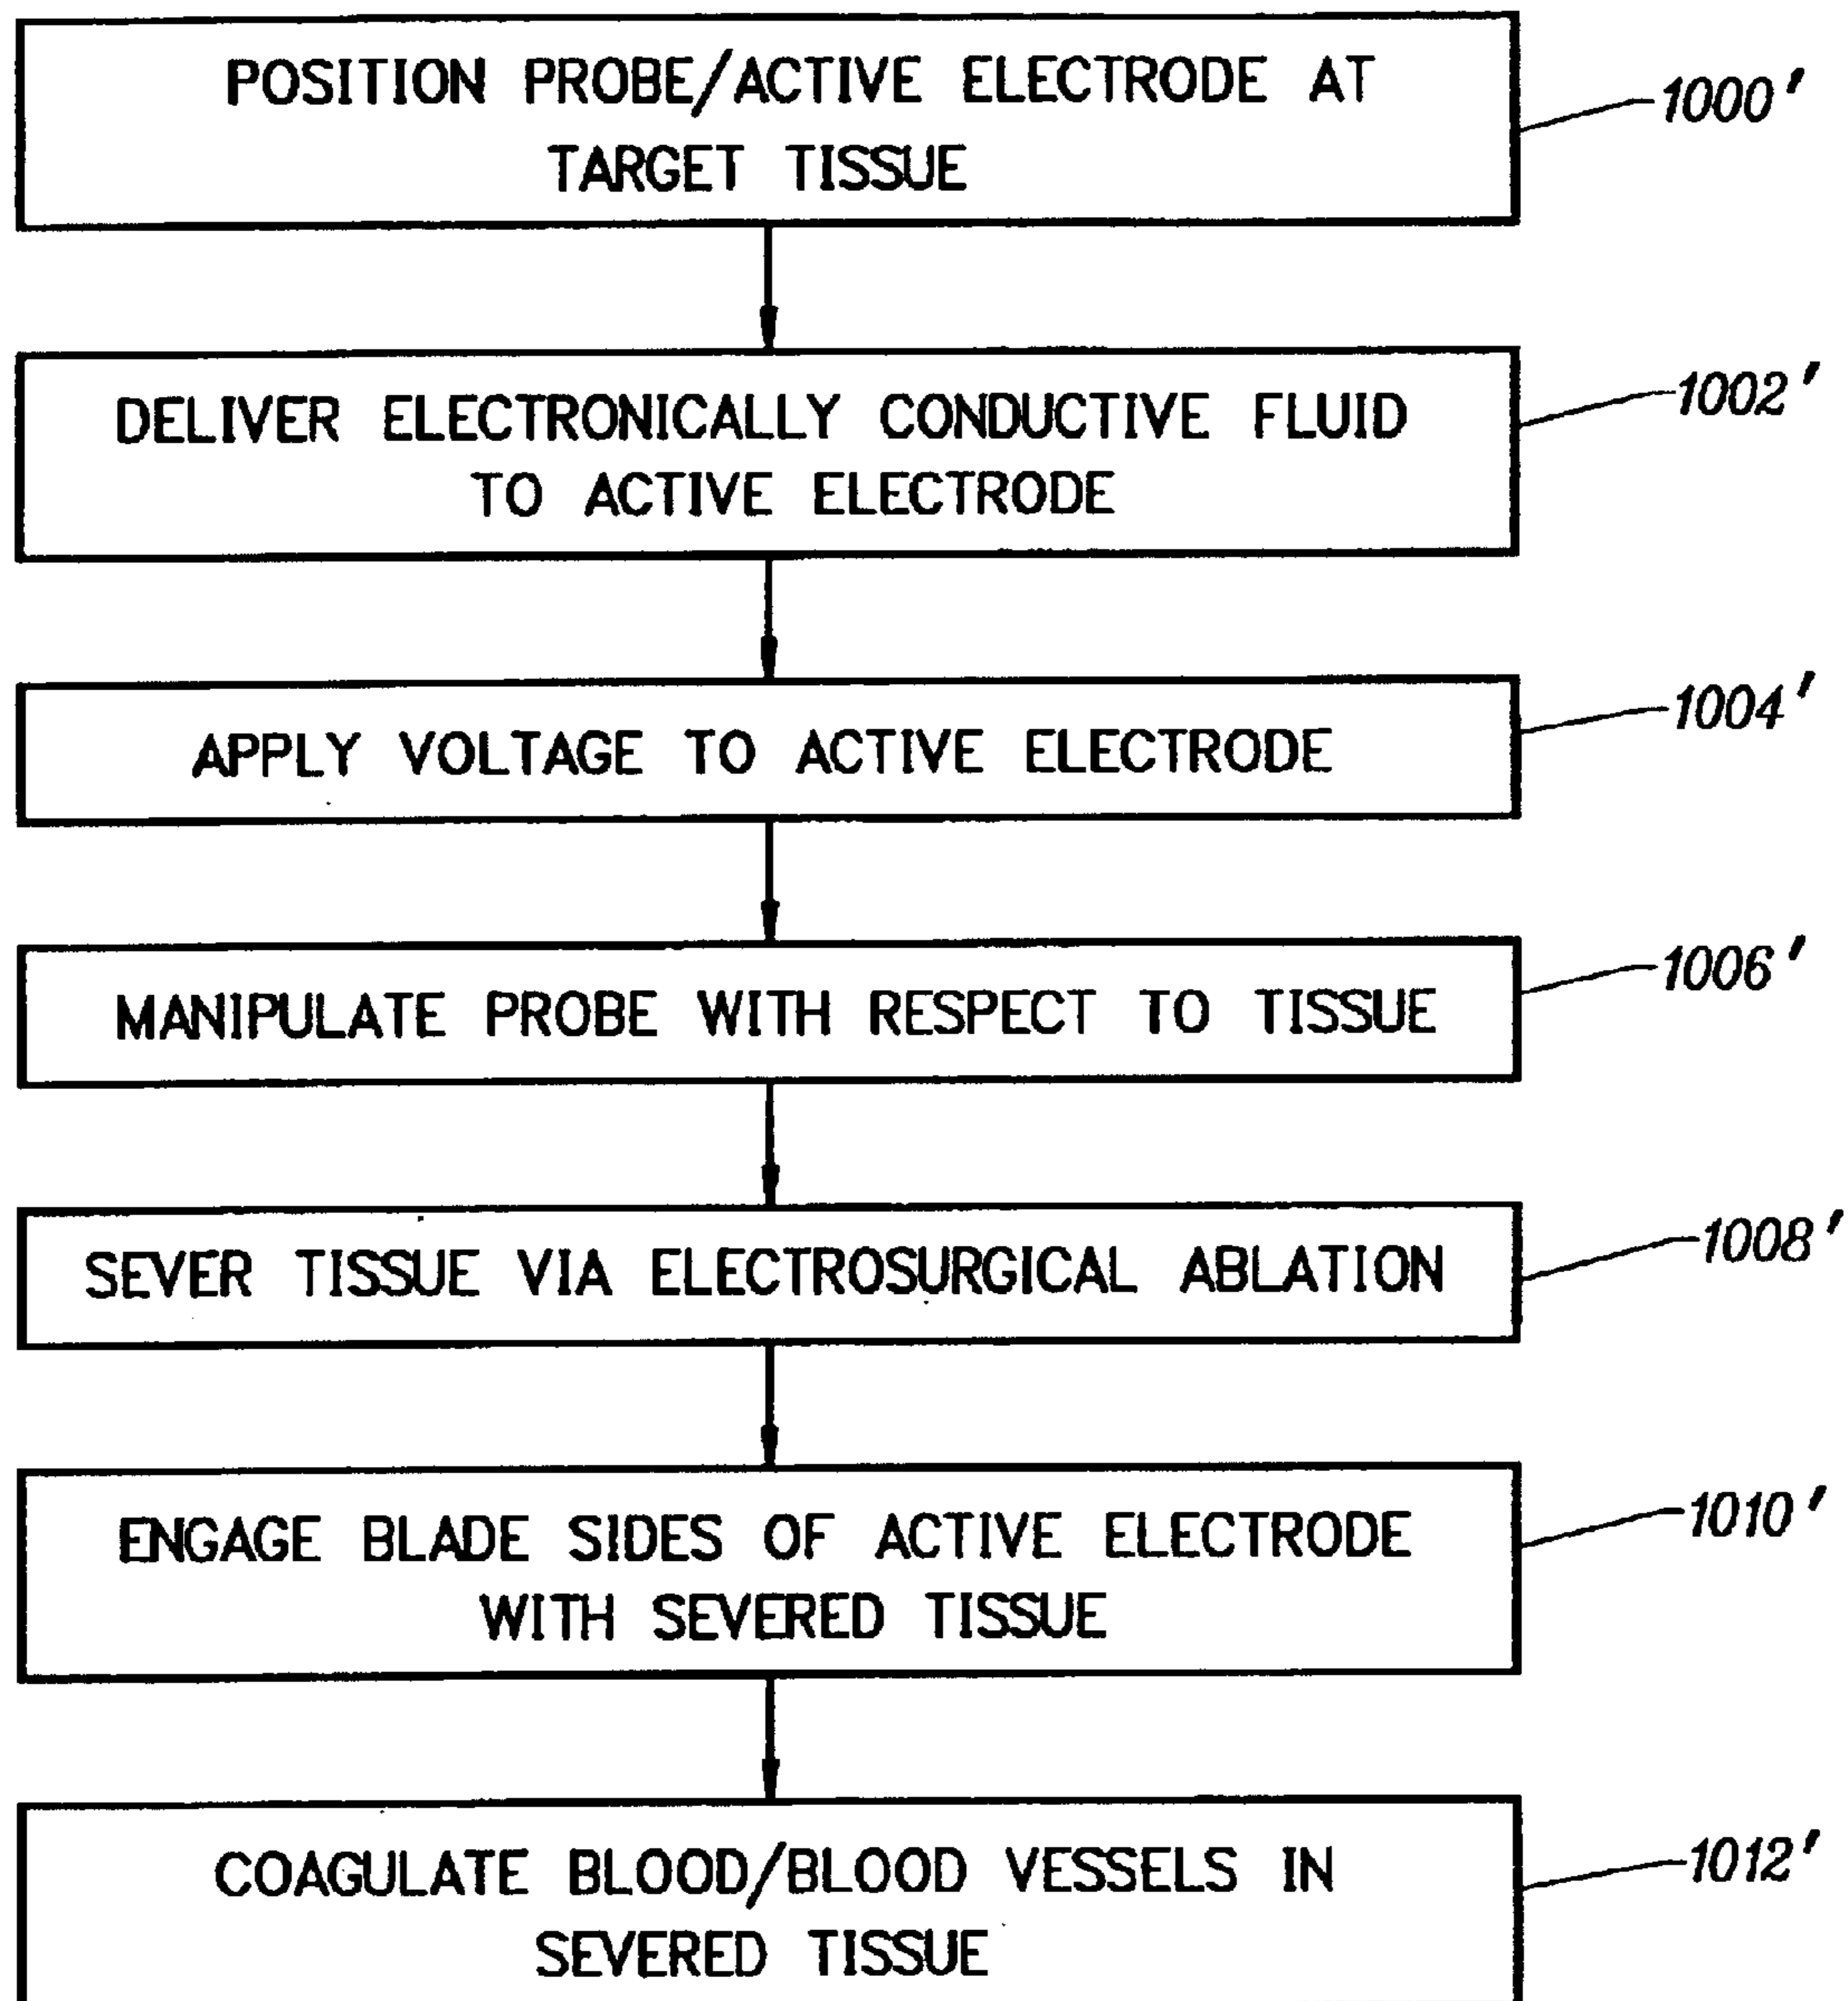 POSITION PROBE/ACTIVE ELECTRODE AT
TARGET TISSUE
1000'
DELIVER ELECTRONICALLY CONDUCTIVE FLUID
TO ACTIVE ELECTRODE
1002'
APPLY VOLTAGE TO ACTIVE ELECTRODE
1004'
MANIPULATE PROBE WITH RESPECT TO TISSUE
1006'
SEVER TISSUE VIA ELECTROSURGICAL ABLATION
1008'
ENGAGE BLADE SIDES OF ACTIVE ELECTRODE
WITH SEVERED TISSUE
1010'
COAGULATE BLOOD/BLOOD VESSELS IN
SEVERED TISSUE
1012'